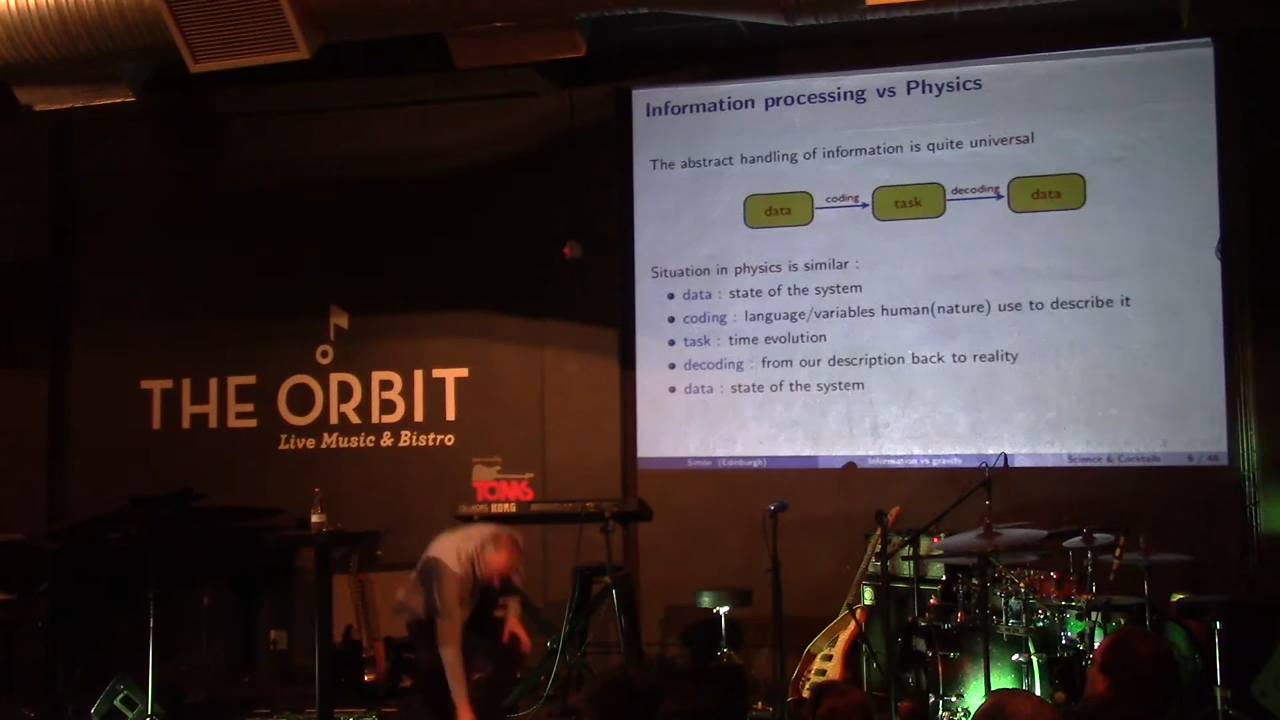 Information processing vs Physics
The abstract handling of information is quite universal
data
coding
task
decoding
data
Situation in physics is similar :
data : state of the system
coding : language/variables human(nature) use to describe it
task : time evolution
decoding : from our description back to reality
data : state of the system
(Edinburgh)
Information vs gravity
Science & Cocktails
/ 48
THE ORBIT
Live Music & Bistro
TOMS
KORG